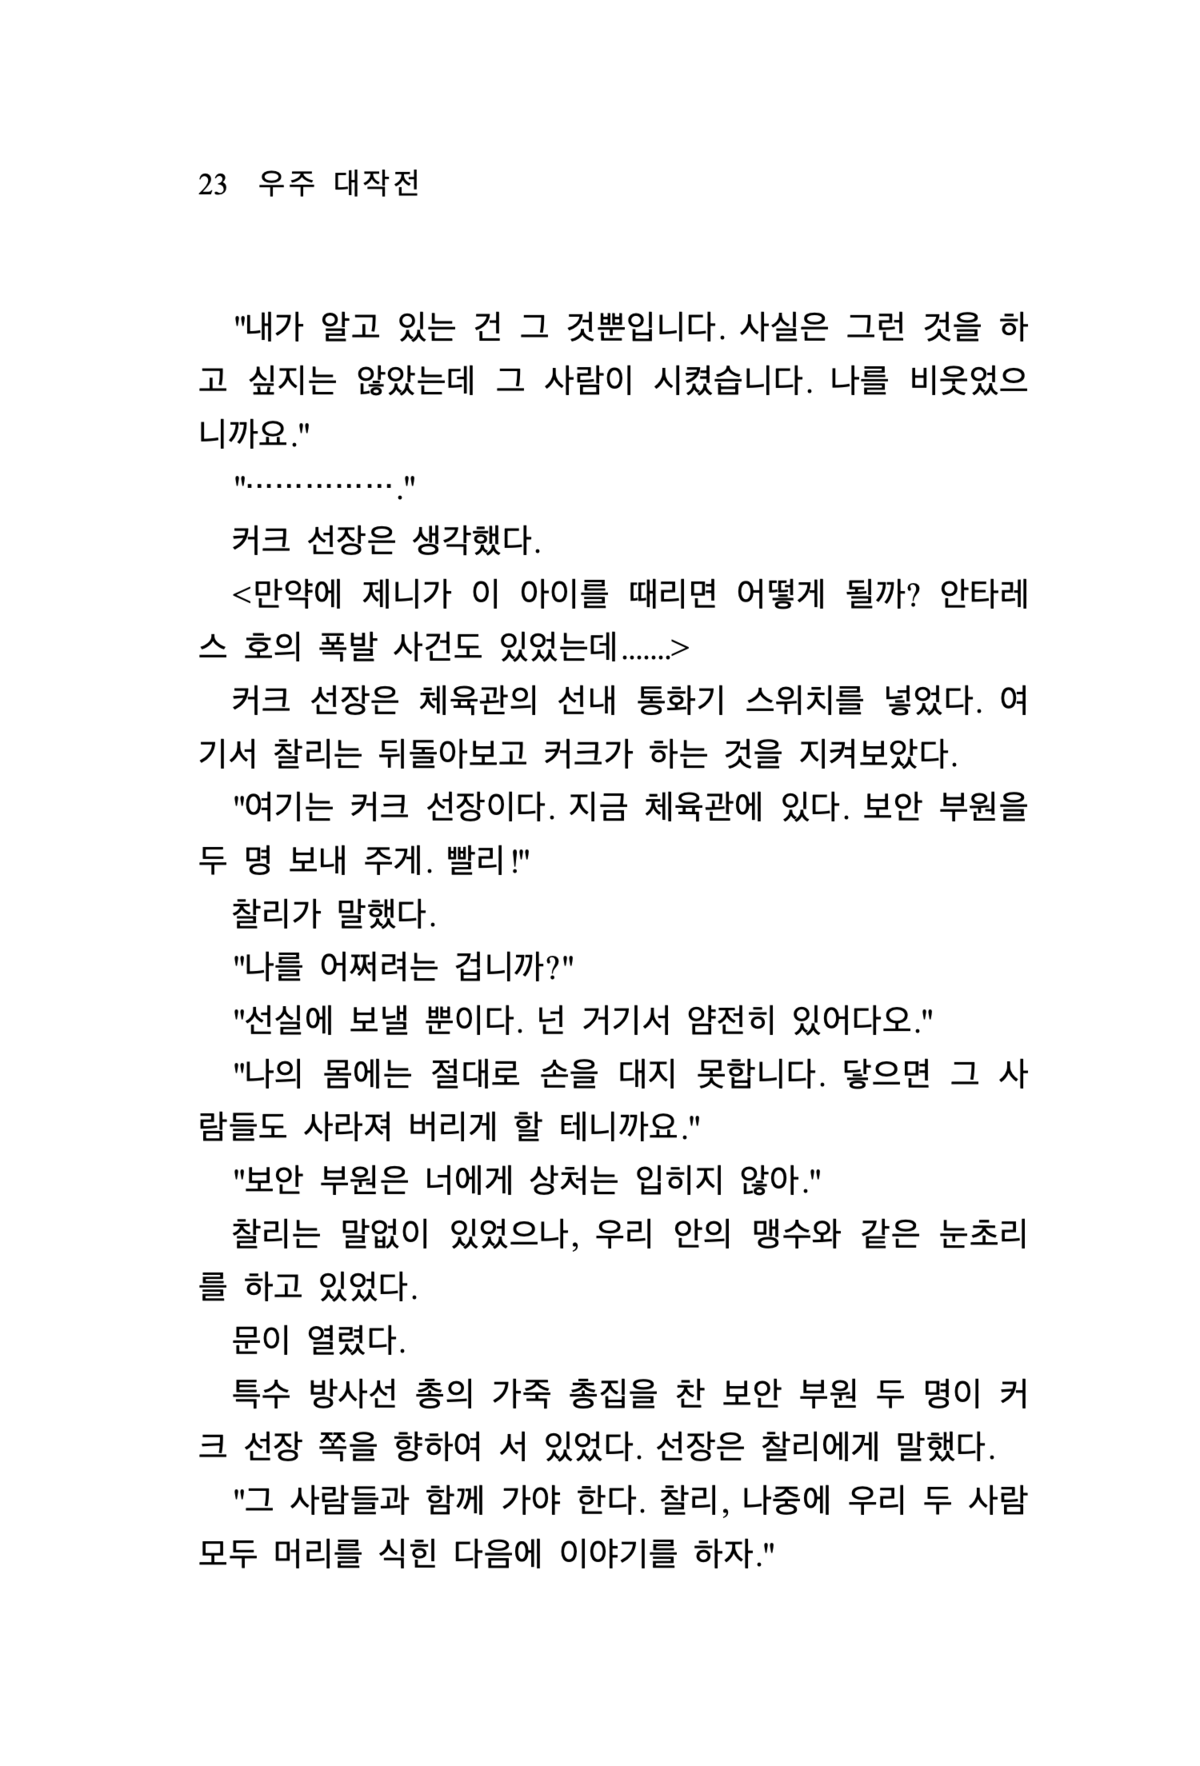 23 우주 대작전
"내가 알고 있는 건 그 것뿐입니다. 사실은 그런 것을 하
고 싶지는 않았는데 그 사람이 시켰습니다. 나를 비웃었으
니까요."
"……………."
커크 선장은 생각했다.
<만약에 제니가 이 아이를 때리면 어떻게 될까? 안타레
스 호의 폭발 사건도 있었는데.......>
커크 선장은 체육관의 선내 통화기 스위치를 넣었다. 여
기서 찰리는 뒤돌아보고 커크가 하는 것을 지켜보았다.
"여기는 커크 선장이다. 지금 체육관에 있다. 보안 부원을
두 명 보내 주게. 빨리!"
찰리가 말했다.
"나를 어쩌려는 겁니까?"
"선실에 보낼 뿐이다. 넌 거기서 얌전히 있어다오."
"나의 몸에는 절대로 손을 대지 못합니다. 닿으면 그 사
람들도 사라져 버리게 할 테니까요."
"보안 부원은 너에게 상처는 입히지 않아."
찰리는 말없이 있었으나, 우리 안의 맹수와 같은 눈초리
를 하고 있었다.
문이 열렸다.
특수 방사선 총의 가죽 총집을 찬 보안 부원 두 명이 커
크 선장 쪽을 향하여 서 있었다. 선장은 찰리에게 말했다.
"그 사람들과 함께 가야 한다. 찰리, 나중에 우리 두 사람
모두 머리를 식힌 다음에 이야기를 하자."